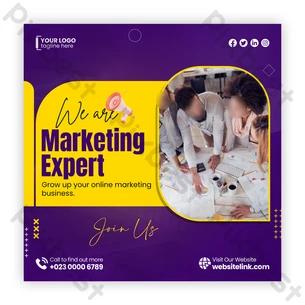 YOUR LOGO
tagline here
We are
Marketing
Expert
Grow up your online marketing
business.
Join Us
Call to find out more
+023 0000 6789
Visit Our Website
websitelink.com